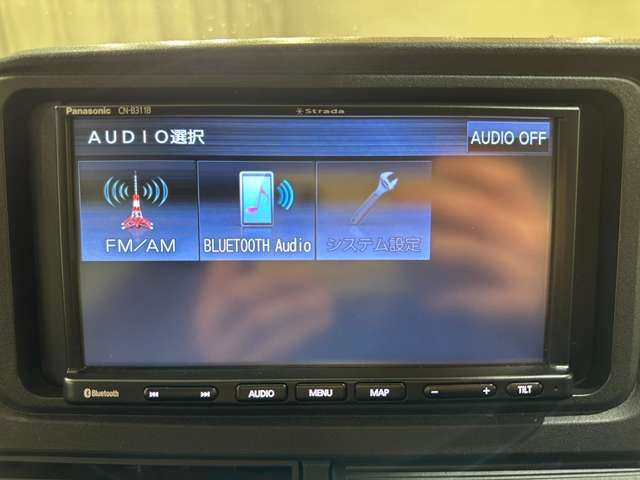 Panasonic CN-B311B Strada
AUDIO選択 AUDIO OFF
FM/AM BLUETOOTH Audio システム設定
Bluetooth AUDIO MENU MAP − + TILT